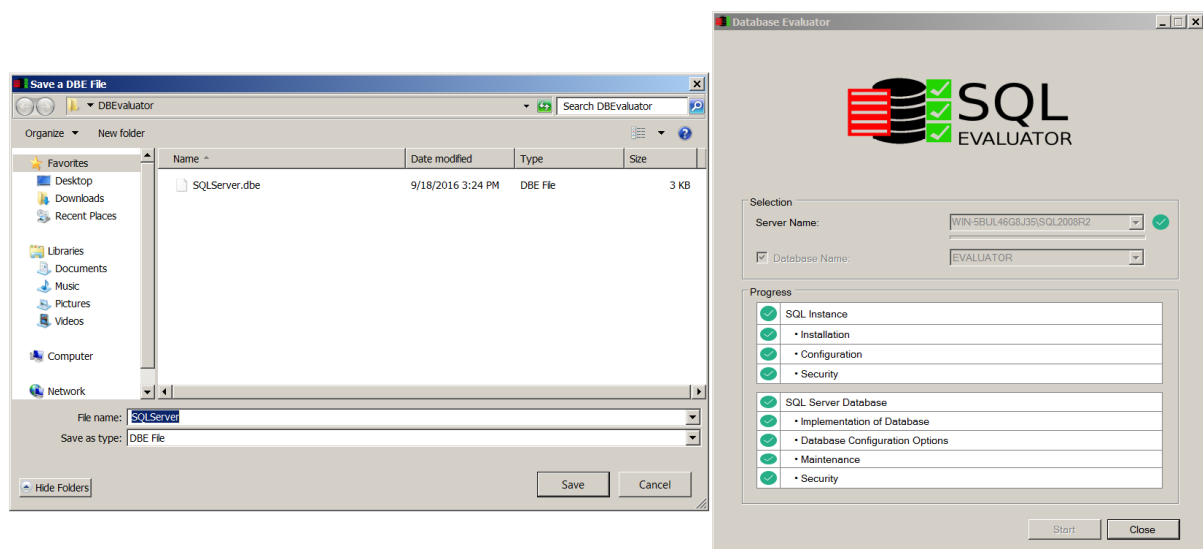 Save a DBE File
DBEvaluator
Search DBEvaluator
Organize
New folder
Name
Date modified
Type
Size
Favorites
Desktop
Downloads
Recent Places
Libraries
Documents
Music
Pictures
Videos
Computer
Network
SQLServer.dbe 9/18/2016 3:24 PM DBE File 3 KB
File name: SQLServer
Save as type: DBE File
Hide Folders
Save
Cancel
Database Evaluator
SQL
EVALUATOR
Selection
Server Name: WIN-5BUL46G8J35\SQL2008R2
Database Name: EVALUATOR
Progress
SQL Instance
• Installation
• Configuration
• Security
SQL Server Database
• Implementation of Database
• Database Configuration Options
• Maintenance
• Security
Start
Close